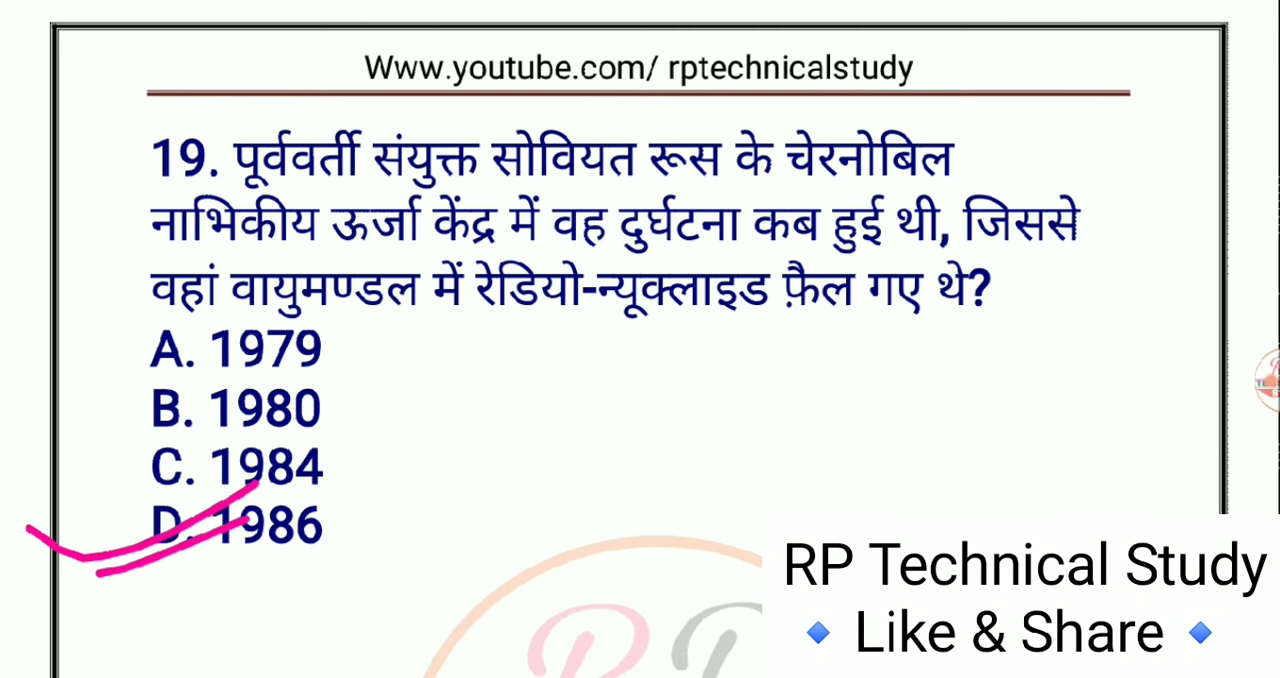 Www.youtube.com/ rptechnicalstudy
19. पूर्ववर्ती संयुक्त सोवियत रूस के चेरनोबिल
नाभिकीय ऊर्जा केंद्र में वह दुर्घटना कब हुई थी, जिससे
वहां वायुमण्डल में रेडियो-न्यूक्लाइड फ़ैल गए थे?
A. 1979
B. 1980
C. 1984
D. 1986
RP Technical Study
🔹 Like & Share 🔹